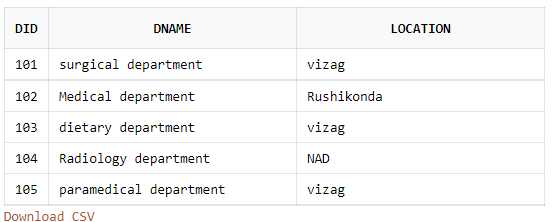 DID DNAME LOCATION
101 surgical department vizag
102 Medical department Rushikonda
103 dietary department vizag
104 Radiology department NAD
105 paramedical department vizag
Download CSV